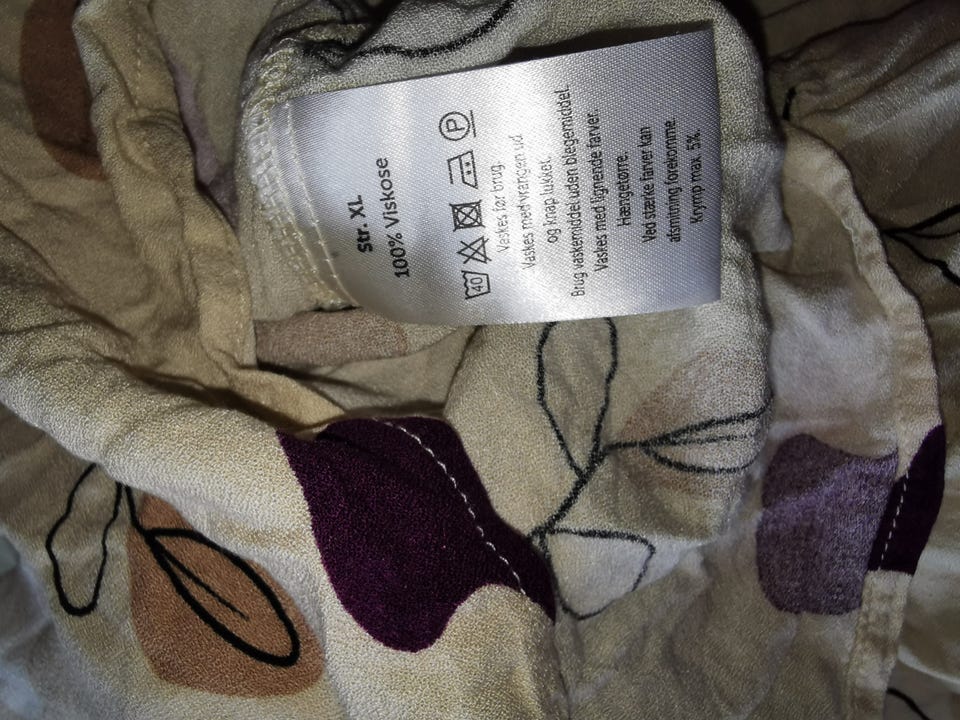 Str. XL
100% Viskose
40 P
Vaskes før brug.
Vaskes med vrangen ud
og knap lukket.
Brug vaskemiddel uden blegemiddel.
Vaskes med lignende farver.
Hængetørre.
Ved stærke farver kan
afsmitning forekomme.
Krymp max. 5%